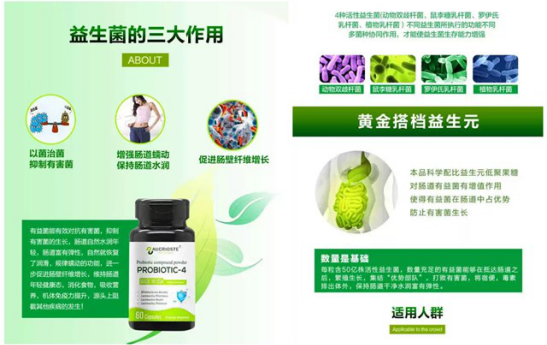 益生菌的三大作用
ABOUT
以菌治菌
抑制有害菌
增强肠道蠕动
保持肠道水润
促进肠壁纤维增长
有益菌能有效对抗有害菌，抑制
有害菌的生长，肠道自然水润年
轻，肠道富有弹性，自然就恢复
了润滑，规律蠕动的功能，进一
步促进肠壁纤维增长，维持肠道
年轻健康态，消化食物，吸收营
养，机体免疫力提升，源头上阻
截其他疾病的发生！
Probiotic compound powder
PROBIOTIC-4
60
4种活性益生菌(动物双歧杆菌、鼠李糖乳杆菌、罗伊氏
乳杆菌、植物乳杆菌）不同益生菌所执行的功能不同
多菌种协同作用，才能使益生菌生存能力增强
动物双歧杆菌
鼠李糖乳杆菌
罗伊氏乳杆菌
植物乳杆菌
黄金搭档益生元
本品科学配比益生元低聚果糖
对肠道有益菌有增值作用
使得有益菌在肠道中占优势
防止有害菌生长
数量是基础
每粒含50亿株活性益生菌，数量充足的有益菌能够在抵达肠道之
后，繁殖生长，集结“优势部队”，打败有害菌，将宿便、毒素
排出体外，保持肠道干净水润富有弹性。
适用人群
Applicable to the crowd